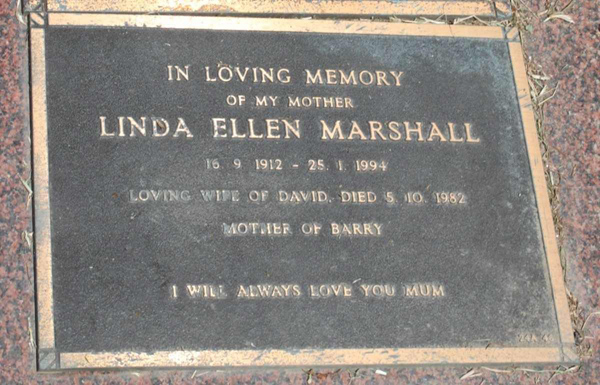 IN LOVING MEMORY
OF MY MOTHER
LINDA ELLEN MARSHALL
16. 9. 1912 - 25. 1. 1994
LOVING WIFE OF DAVID, DIED 5. 10. 1982
MOTHER OF BARRY
I WILL ALWAYS LOVE YOU MUM